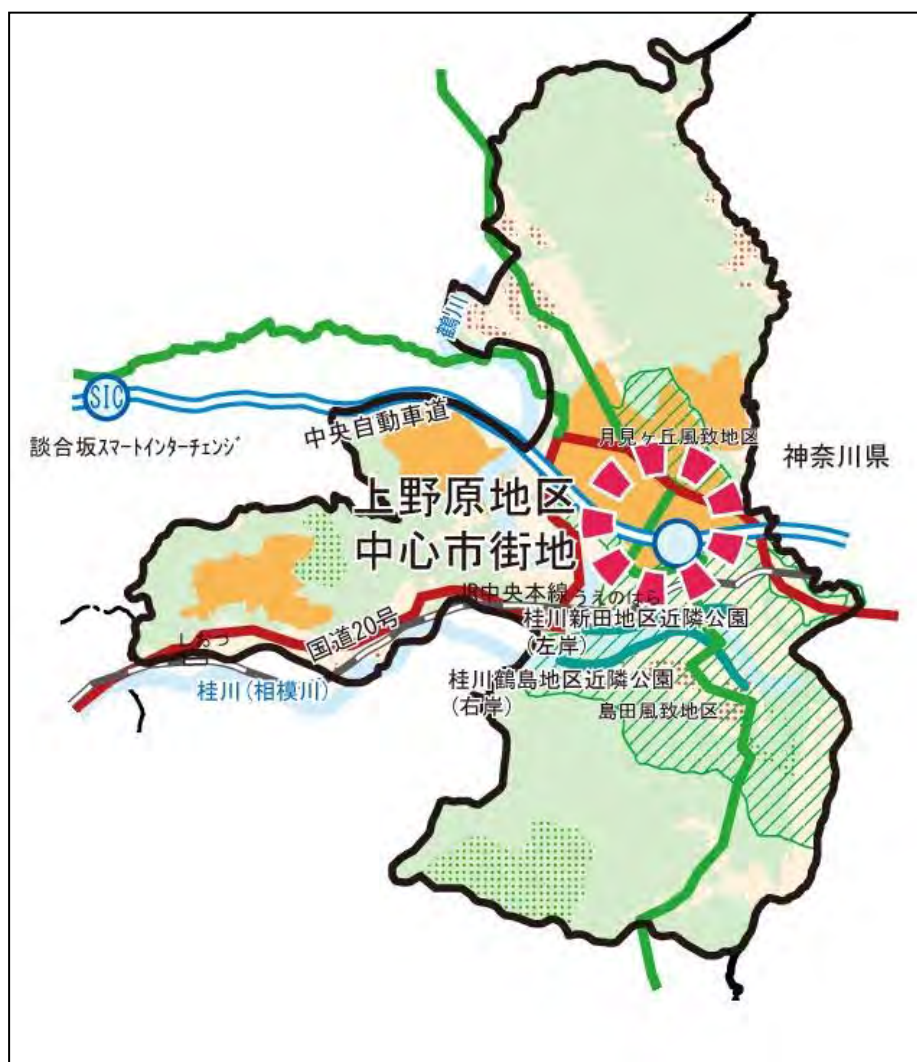 鶴川
SIC
中央自動車道
談合坂スマートインターチェンジ
月見ヶ丘風致地区
神奈川県
上野原地区
中心市街地
JR中央本線
うえのはら
桂川新田地区近隣公園
(左岸)
国道20号
しおつ
桂川(相模川)
桂川鶴島地区近隣公園
(右岸)
島田風致地区